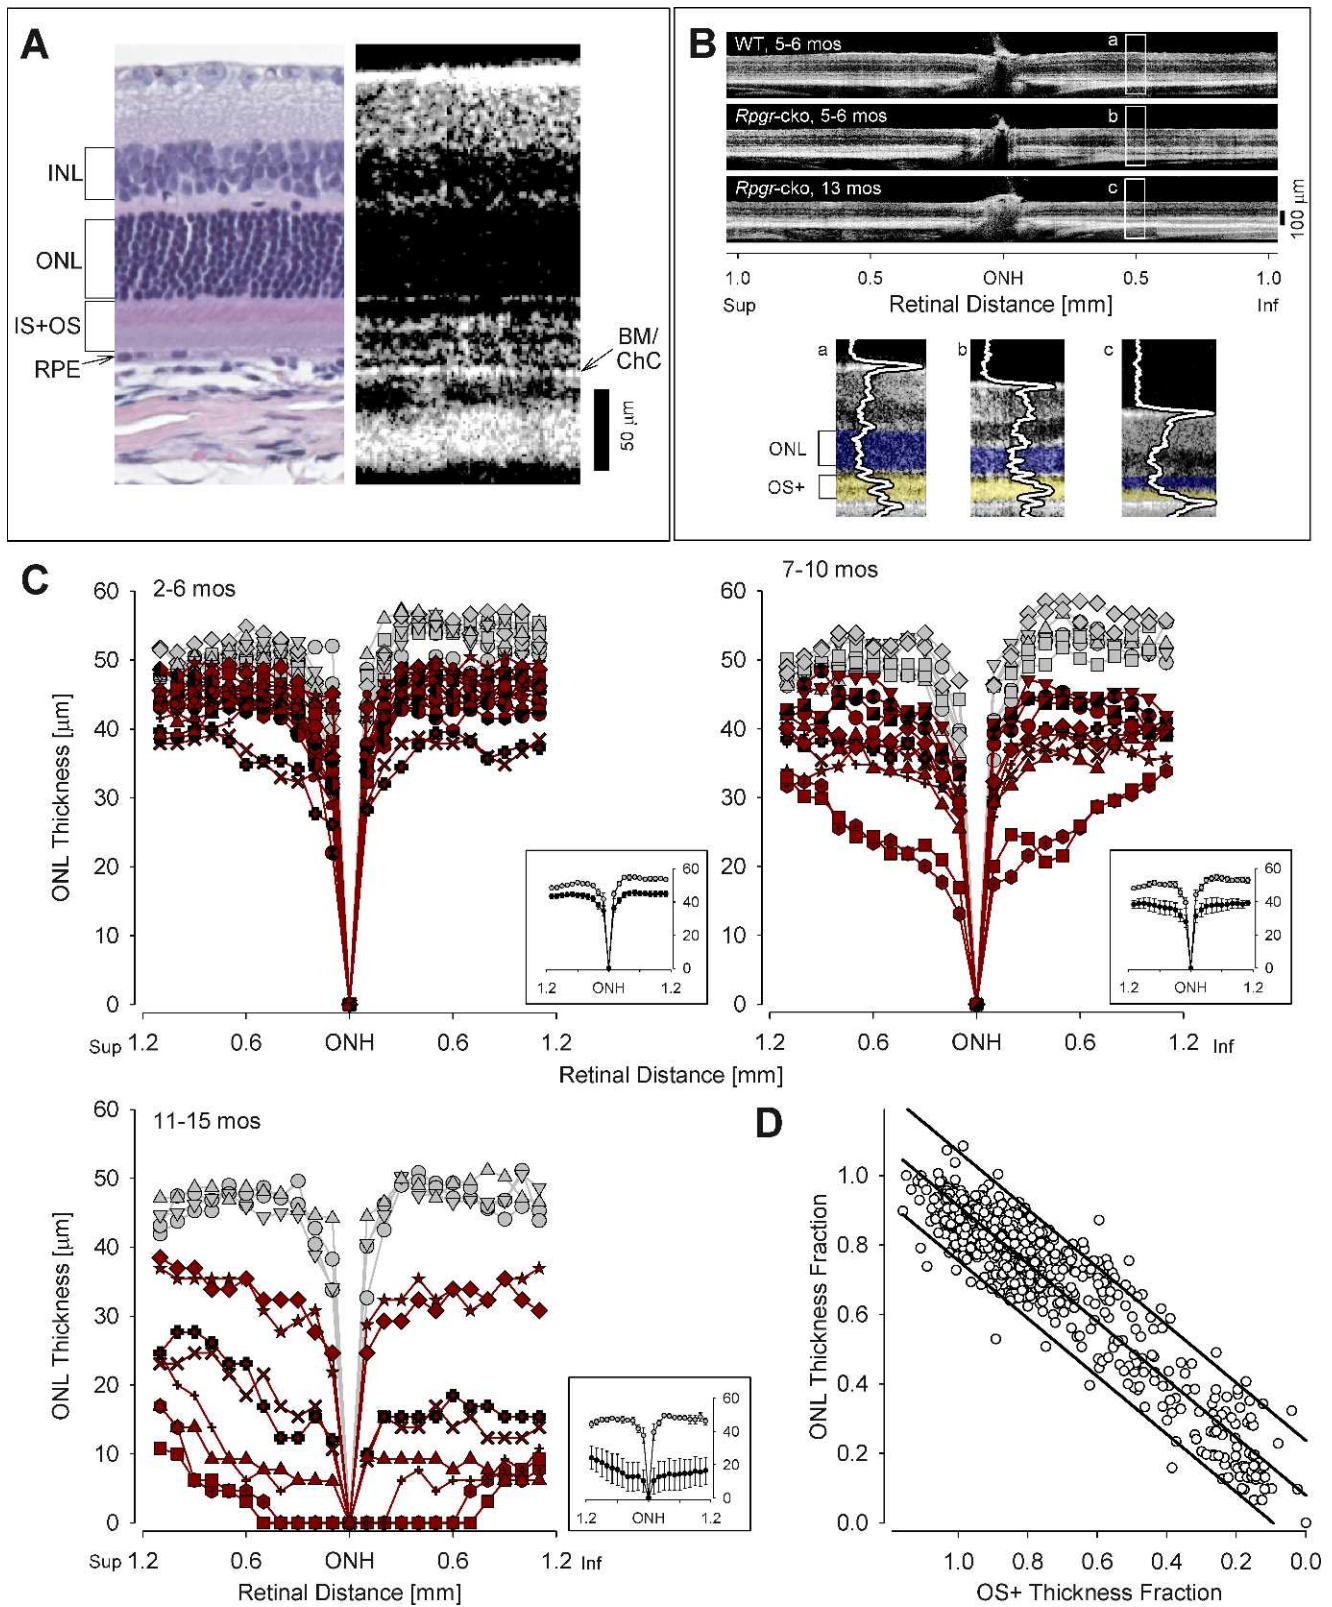 A
INL
ONL
IS+OS
RPE
BM/
ChC
50 μm
B
WT, 5-6 mos
a
Rpgr-cko, 5-6 mos
b
Rpgr-cko, 13 mos
c
100 μm
1.0 0.5 ONH 0.5 1.0
Sup Retinal Distance [mm] Inf
a b c
ONL
OS+
C
2-6 mos
60
50
40
30
20
10
0
ONL Thickness [μm]
Sup 1.2 0.6 ONH 0.6 1.2
60
40
20
0
1.2 ONH 1.2
7-10 mos
60
50
40
30
20
10
0
1.2 0.6 ONH 0.6 1.2 Inf
60
40
20
0
1.2 ONH 1.2
Retinal Distance [mm]
11-15 mos
60
50
40
30
20
10
0
ONL Thickness [μm]
Sup 1.2 0.6 ONH 0.6 1.2 Inf
Retinal Distance [mm]
60
40
20
0
1.2 ONH 1.2
D
1.0
0.8
0.6
0.4
0.2
0.0
ONL Thickness Fraction
1.0 0.8 0.6 0.4 0.2 0.0
OS+ Thickness Fraction